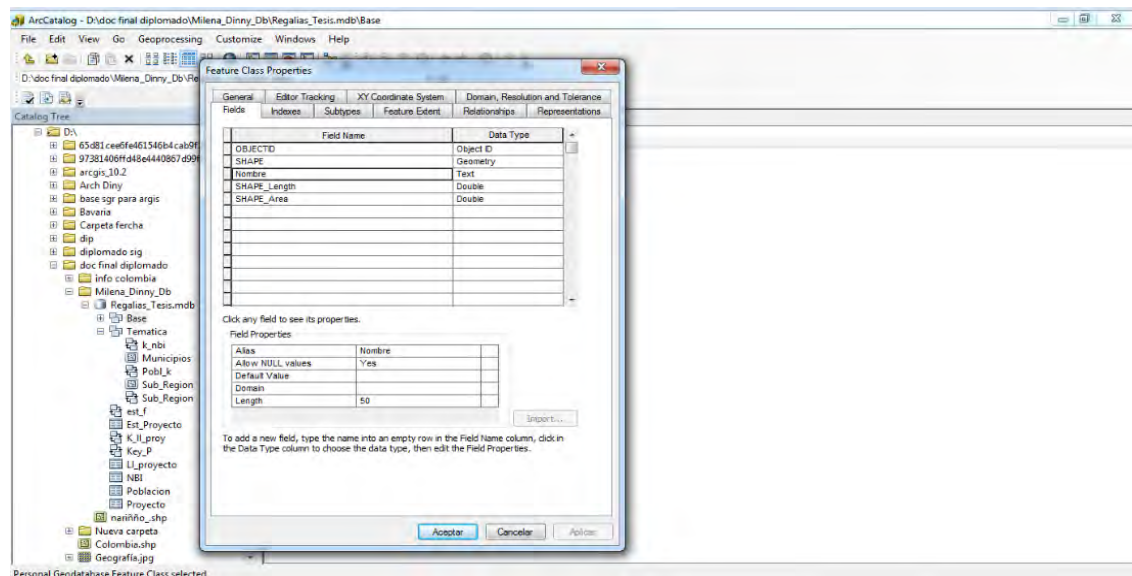 ArcCatalog - D:\doc final diplomado\Milena_Dinny_Db\Regalias_Tesis.mdb\Base
File Edit View Go Geoprocessing Customize Windows Help
D:\doc final diplomado\Milena_Dinny_Db\Re
Catalog Tree
D:\
65d81cee6fe461546b4cab9f
97381406ffd48e4440867d99f
arcgis_10.2
Arch Diny
base sgr para argis
Bavaria
Carpeta fercha
dip
diplomado sig
doc final diplomado
info colombia
Milena_Dinny_Db
Regalias_Tesis.mdb
Base
Tematica
k_nbi
Municipios
Pobl_k
Sub_Region
Sub_Region
est_f
Est_Proyecto
K_ll_proy
Key_P
Ll_proyecto
NBI
Poblacion
Proyecto
nariñño_.shp
Nueva carpeta
Colombia.shp
Geografía.jpg
Personal Geodatabase Feature Class selected
Feature Class Properties
General Editor Tracking XY Coordinate System Domain, Resolution and Tolerance
Fields Indexes Subtypes Feature Extent Relationships Representations
Field Name Data Type
OBJECTID Object ID
SHAPE Geometry
Nombre Text
SHAPE_Length Double
SHAPE_Area Double
Click any field to see its properties.
Field Properties
Alias Nombre
Allow NULL values Yes
Default Value
Domain
Length 50
Import...
To add a new field, type the name into an empty row in the Field Name column, click in
the Data Type column to choose the data type, then edit the Field Properties.
Aceptar Cancelar Aplicar